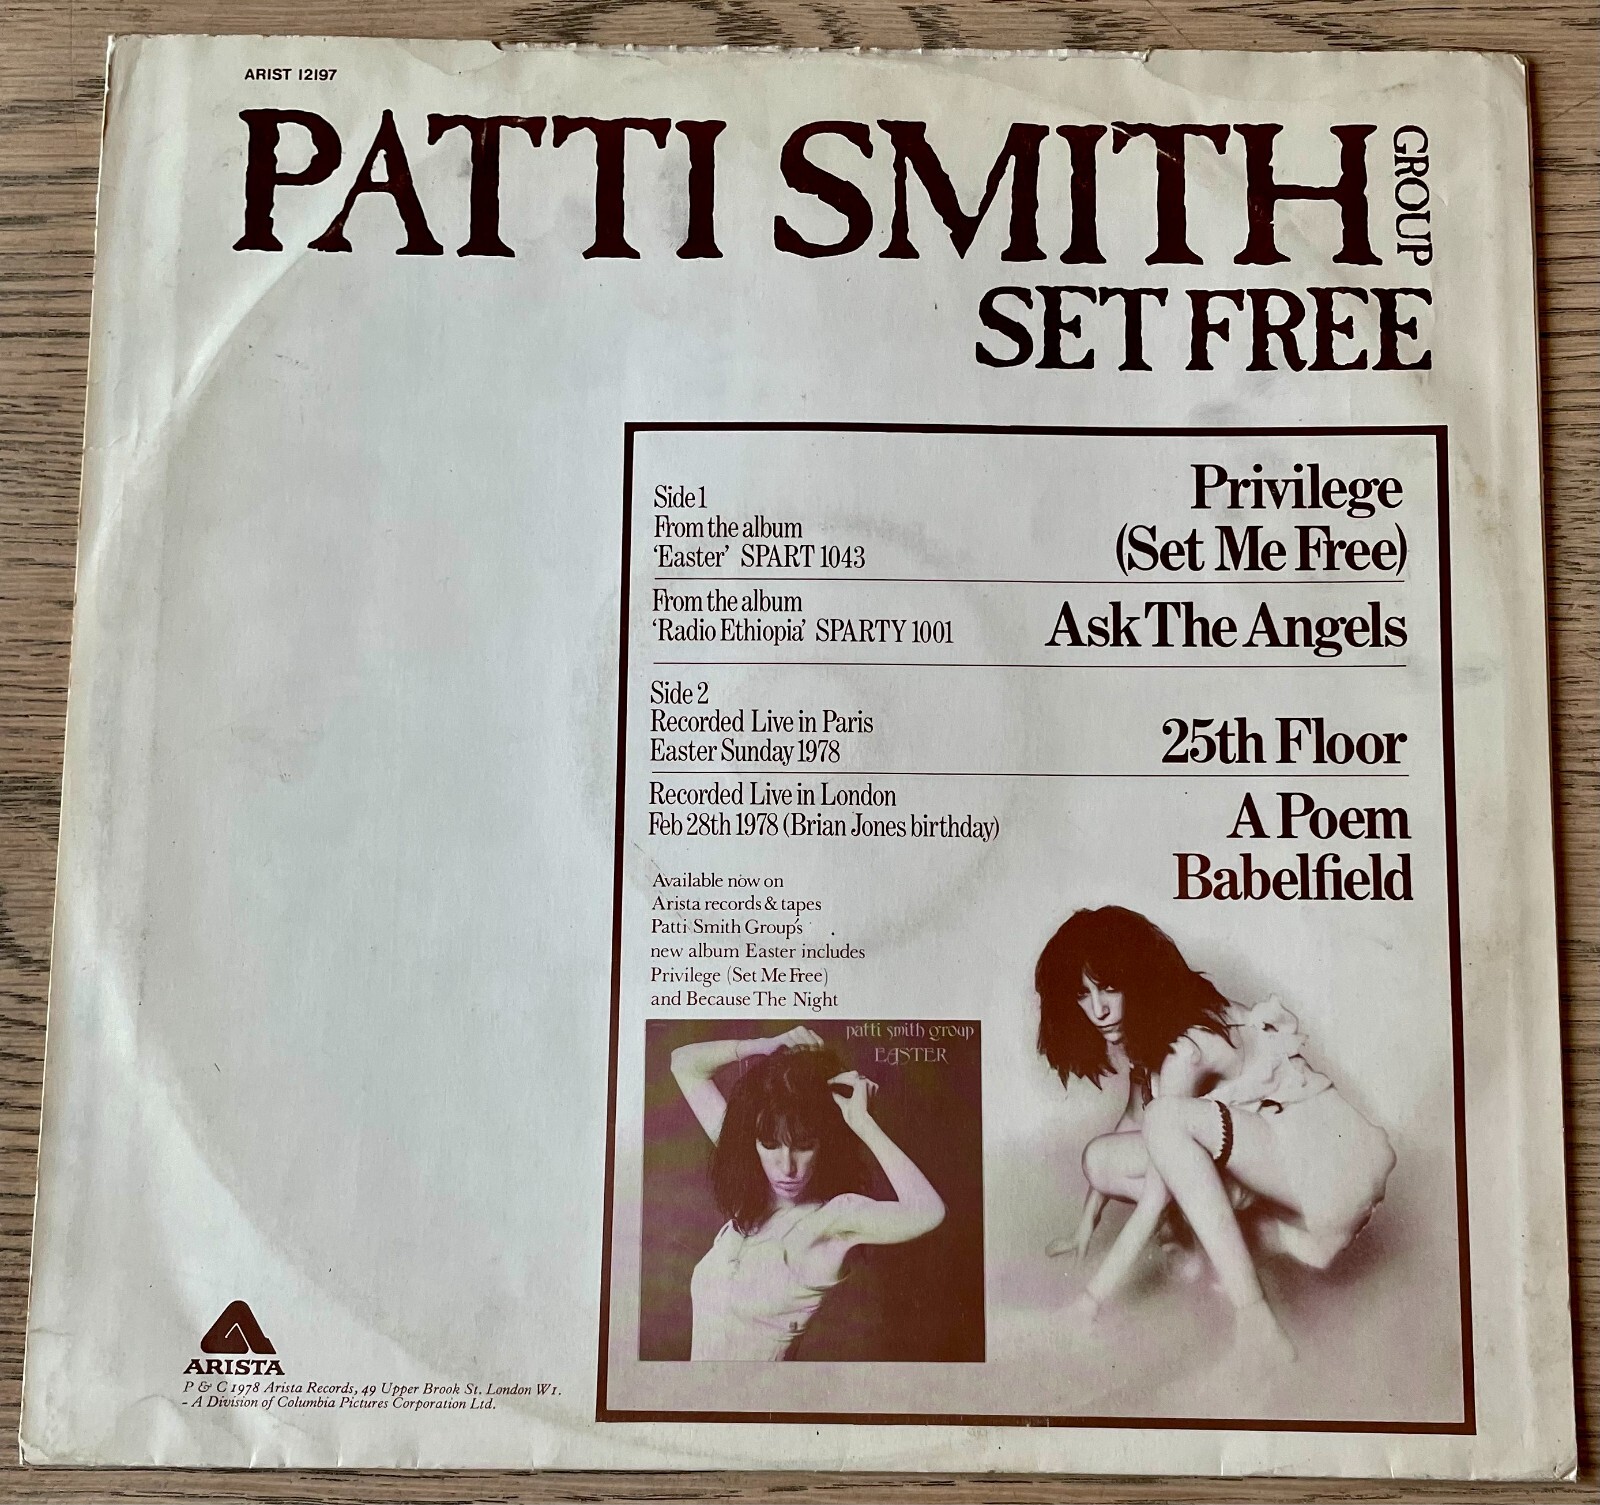 ARIST 12197
PATTI SMITH GROUP
SET FREE
Side 1
From the album
'Easter' SPART 1043
Privilege
(Set Me Free)
From the album
'Radio Ethiopia' SPARTY 1001
Ask The Angels
Side 2
Recorded Live in Paris
Easter Sunday 1978
25th Floor
Recorded Live in London
Feb 28th 1978 (Brian Jones birthday)
A Poem
Babelfield
Available now on
Arista records & tapes
Patti Smith Group's
new album Easter includes
Privilege (Set Me Free)
and Because The Night
patti smith group
EASTER
ARISTA
P & C 1978 Arista Records, 49 Upper Brook St. London W1.
- A Division of Columbia Pictures Corporation Ltd.